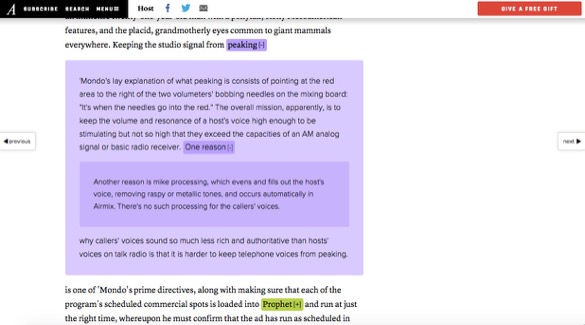 A SUBSCRIBE SEARCH MENU Host GIVE A FREE GIFT
features, and the placid, grandmotherly eyes common to giant mammals
everywhere. Keeping the studio signal from peaking[-]
'Mondo's lay explanation of what peaking is consists of pointing at the red
area to the right of the two volumeters' bobbing needles on the mixing board:
"It's when the needles go into the red." The overall mission, apparently, is to
keep the volume and resonance of a host's voice high enough to be
stimulating but not so high that they exceed the capacities of an AM analog
signal or basic radio receiver. One reason[-]
◄previous
next ►
Another reason is mike processing, which evens and fills out the host's
voice, removing raspy or metallic tones, and occurs automatically in
Airmix. There's no such processing for the callers' voices.
why callers' voices sound so much less rich and authoritative than hosts'
voices on talk radio is that it is harder to keep telephone voices from peaking.
is one of 'Mondo's prime directives, along with making sure that each of the
program's scheduled commercial spots is loaded into Prophet[+] and run at just
the right time, whereupon he must confirm that the ad has run as scheduled in